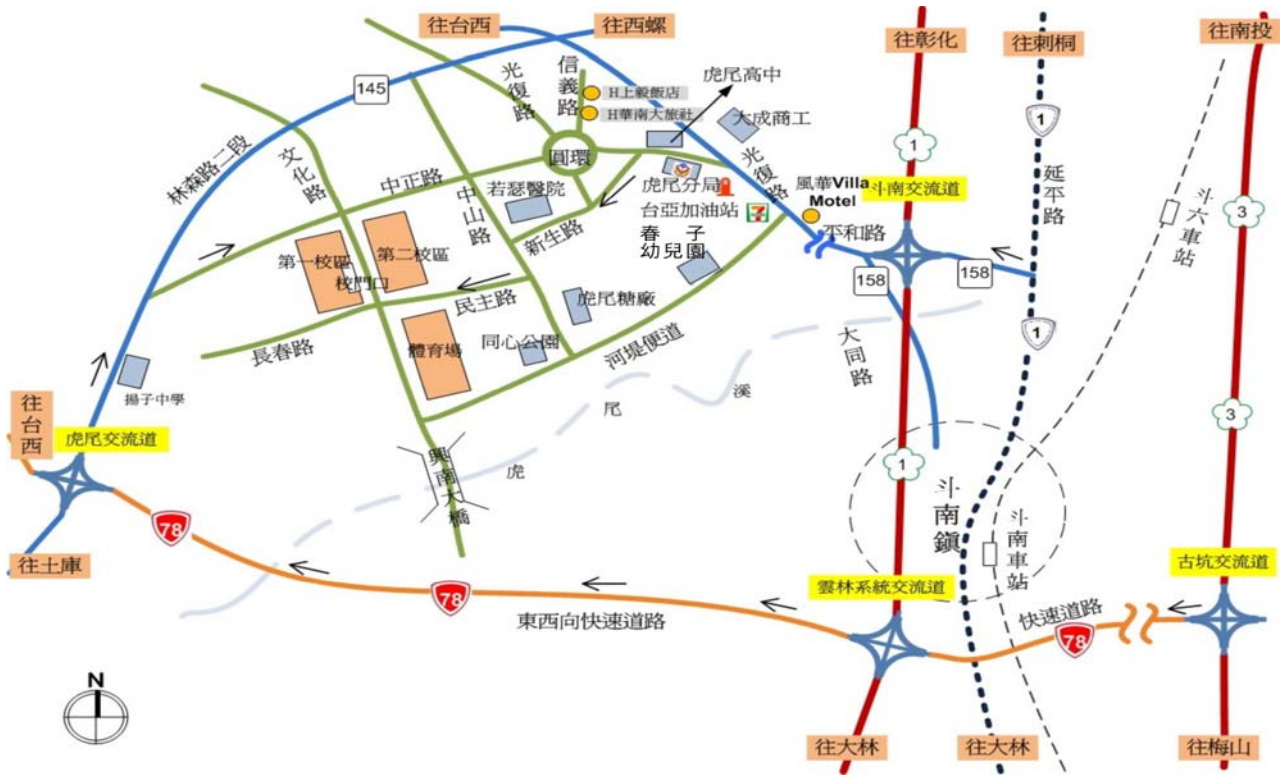 往台西
往西螺
往彰化
往刺桐
往南投
145
光復路
信義路
H上毅飯店
H華南大旅社
虎尾高中
大成商工
1
1
林森路二段
文化路
中正路
中山路
圓環
若瑟醫院
虎尾分局
光復路
風華Villa
Motel
斗南交流道
延平路
斗六車站
3
台亞加油站
7-ELEVEN
新生路
春子
幼兒園
平和路
第一校區
第二校區
校門口
158
158
民主路
虎尾糖廠
長春路
體育場
同心公園
河堤便道
大同路
1
揚子中學
虎尾溪
3
往台西
虎尾交流道
興南大橋
1
斗南鎮
斗南車站
78
往土庫
78
東西向快速道路
雲林系統交流道
快速道路
78
古坑交流道
N
往大林
往大林
往梅山